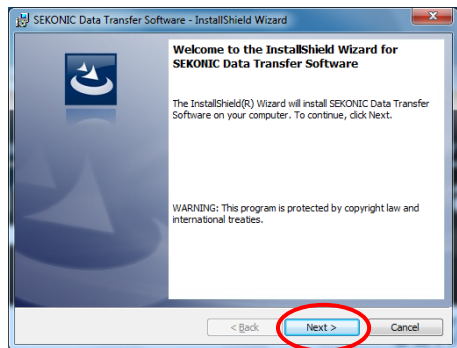 SEKONIC Data Transfer Software - InstallShield Wizard
Welcome to the InstallShield Wizard for
SEKONIC Data Transfer Software
The InstallShield(R) Wizard will install SEKONIC Data Transfer
Software on your computer. To continue, click Next.
WARNING: This program is protected by copyright law and
international treaties.
< Back Next > Cancel